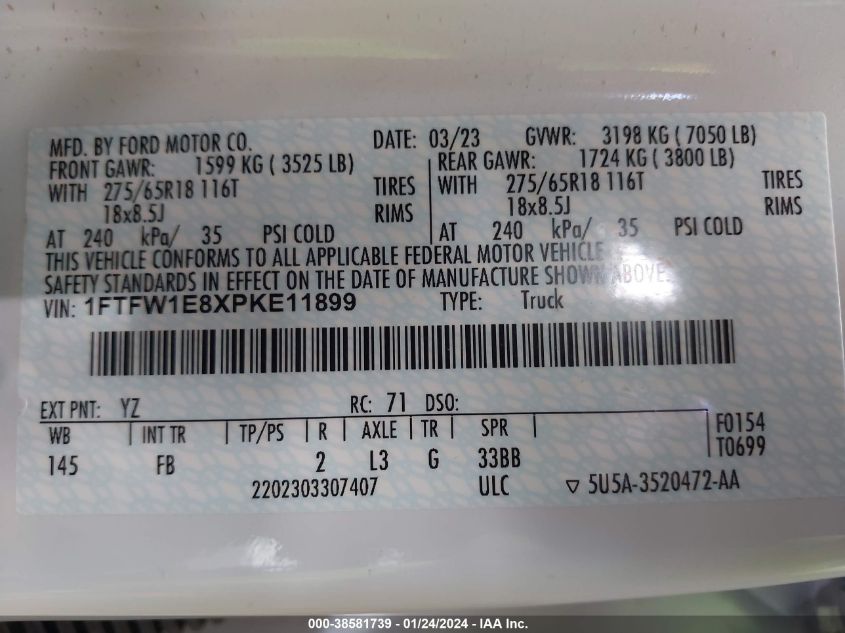 MFD. BY FORD MOTOR CO. DATE: 03/23 GVWR: 3198 KG ( 7050 LB)
FRONT GAWR: 1599 KG ( 3525 LB) REAR GAWR: 1724 KG ( 3800 LB)
WITH 275/65R18 116T TIRES WITH 275/65R18 116T TIRES
18x8.5J RIMS 18x8.5J RIMS
AT 240 kPa/ 35 PSI COLD AT 240 kPa/ 35 PSI COLD
THIS VEHICLE CONFORMS TO ALL APPLICABLE FEDERAL MOTOR VEHICLE
SAFETY STANDARDS IN EFFECT ON THE DATE OF MANUFACTURE SHOWN ABOVE.
VIN: 1FTFW1E8XPKE11899 TYPE: Truck
EXT PNT: YZ RC: 71 DSO:
WB INT TR TP/PS R AXLE TR SPR F0154
145 FB 2 L3 G 33BB T0699
2202303307407 ULC ▽ 5U5A-3520472-AA
000-38581739 - 01/24/2024 - IAA Inc.